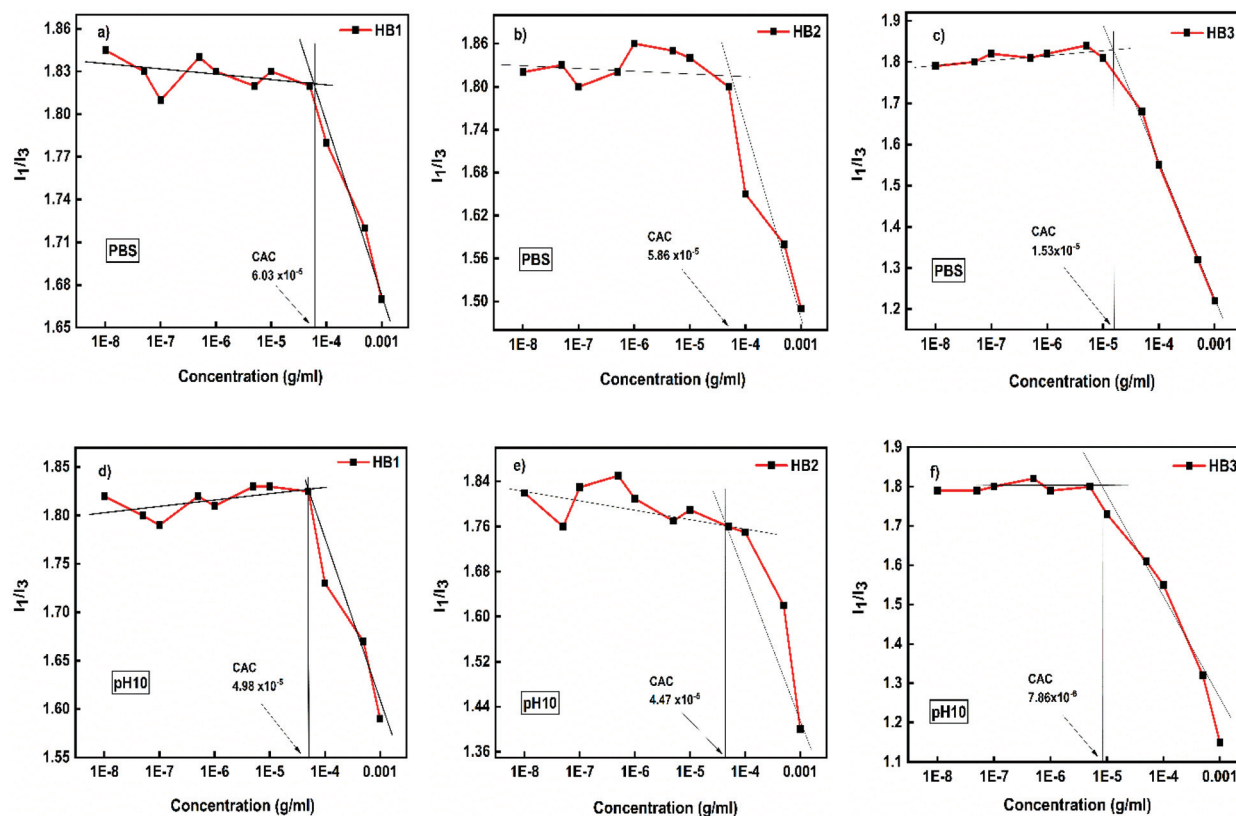 a)
HB1
1.86
1.83
1.80
1.77
1.74
1.71
1.68
1.65
I₁/I₃
PBS
CAC
6.03 x10⁻⁵
1E-8 1E-7 1E-6 1E-5 1E-4 0.001
Concentration (g/ml)
b)
HB2
1.86
1.80
1.74
1.68
1.62
1.56
1.50
I₁/I₃
PBS
CAC
5.86 x10⁻⁵
1E-8 1E-7 1E-6 1E-5 1E-4 0.001
Concentration (g/ml)
c)
HB3
1.9
1.8
1.7
1.6
1.5
1.4
1.3
1.2
I₁/I₃
PBS
CAC
1.53x10⁻⁵
1E-8 1E-7 1E-6 1E-5 1E-4 0.001
Concentration (g/ml)
d)
HB1
1.85
1.80
1.75
1.70
1.65
1.60
1.55
I₁/I₃
pH10
CAC
4.98 x10⁻⁵
1E-8 1E-7 1E-6 1E-5 1E-4 0.001
Concentration (g/ml)
e)
HB2
1.84
1.76
1.68
1.60
1.52
1.44
1.36
I₁/I₃
pH10
CAC
4.47 x10⁻⁵
1E-8 1E-7 1E-6 1E-5 1E-4 0.001
Concentration (g/ml)
f)
HB3
1.9
1.8
1.7
1.6
1.5
1.4
1.3
1.2
1.1
I₁/I₃
pH10
CAC
7.86x10⁻⁶
1E-8 1E-7 1E-6 1E-5 1E-4 0.001
Concentration (g/ml)